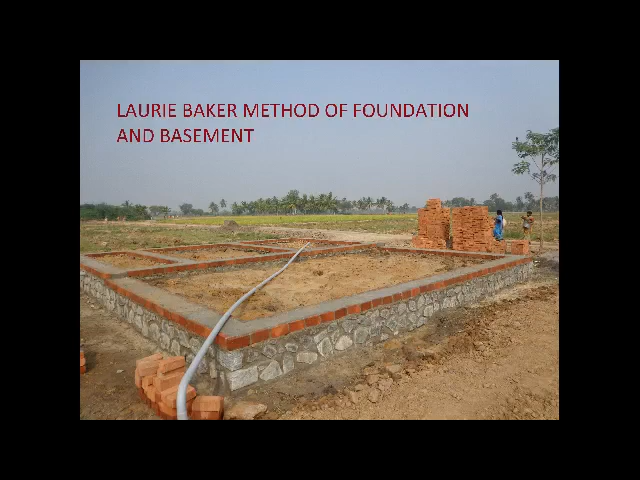 LAURIE BAKER METHOD OF FOUNDATION
AND BASEMENT